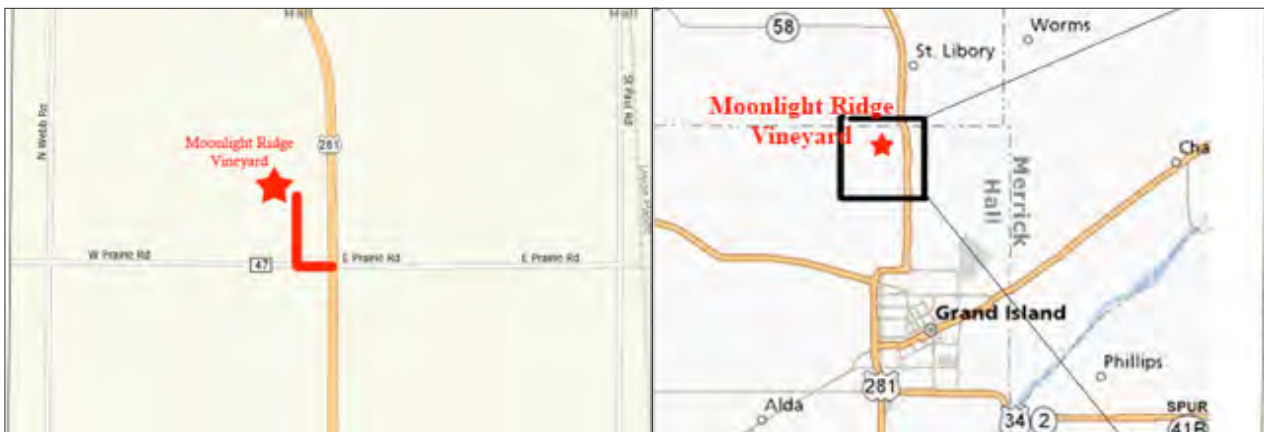 Hall
Hall
N Webb Rd
St Paul Rd
Moonlight Ridge
Vineyard
281
W Prairie Rd
47
E Prairie Rd
E Prairie Rd
58
Worms
St. Libory
Moonlight Ridge
Vineyard
Cha
Merrick
Hall
Grand Island
Phillips
281
Alda
34
2
SPUR
41B